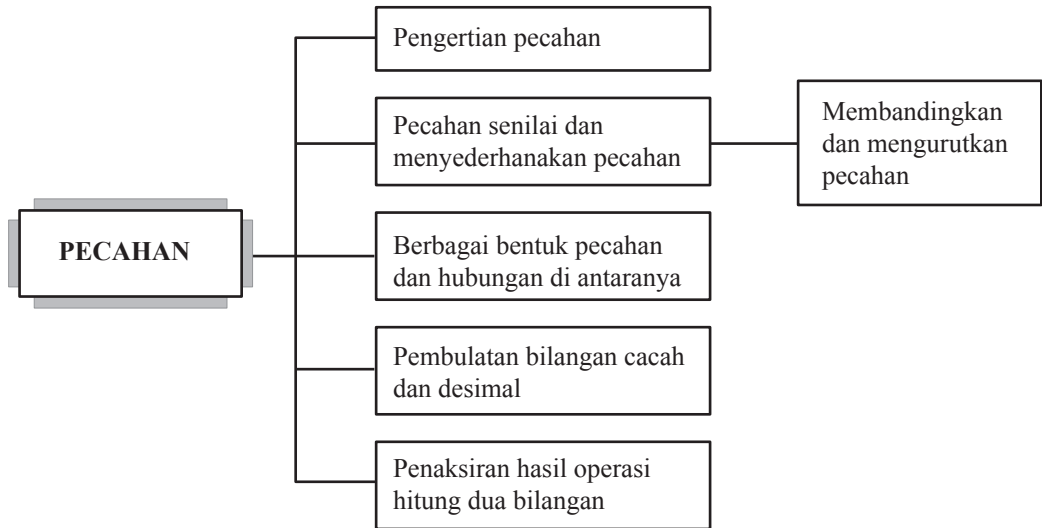 PECAHAN
Pengertian pecahan
Pecahan senilai dan
menyederhanakan pecahan
Membandingkan
dan mengurutkan
pecahan
Berbagai bentuk pecahan
dan hubungan di antaranya
Pembulatan bilangan cacah
dan desimal
Penaksiran hasil operasi
hitung dua bilangan